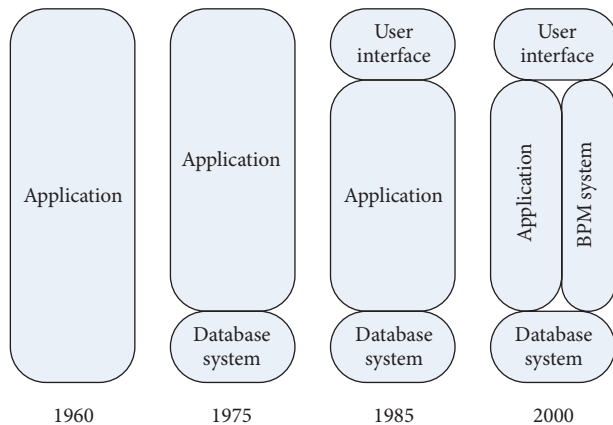 Application
1960
Application
Database
system
1975
User
interface
Application
Database
system
1985
User
interface
Application
BPM system
Database
system
2000